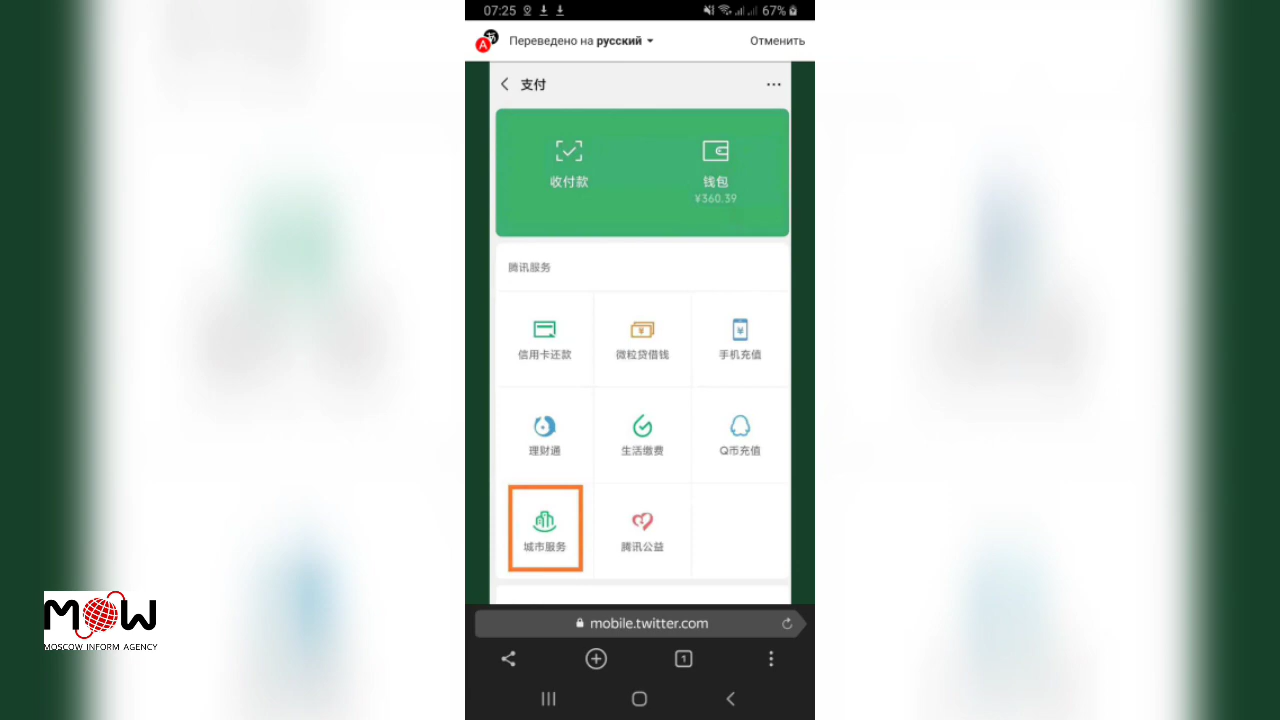 07:25
67%
Переведено на русский
Отменить
支付
收付款
钱包
¥360.39
腾讯服务
信用卡还款
微粒贷借钱
手机充值
理财通
生活缴费
Q币充值
城市服务
腾讯公益
mobile.twitter.com
1
MOW
MOSCOW INFORM AGENCY